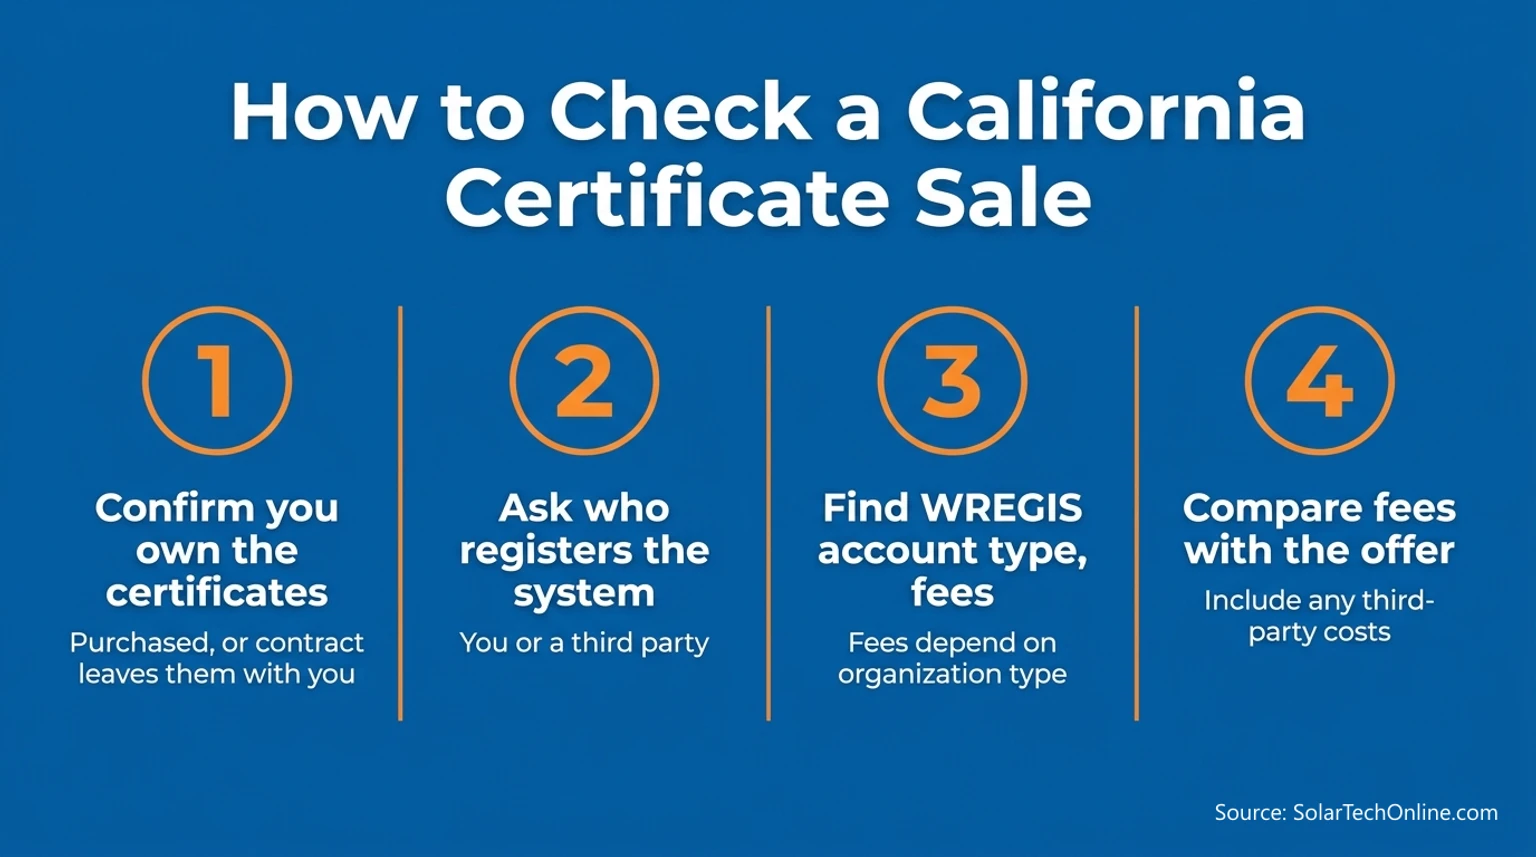 How to Check a California
Certificate Sale
1
Confirm you
own the
certificates
Purchased, or contract
leaves them with you
2
Ask who
registers the
system
You or a third party
3
Find WREGIS
account type,
fees
Fees depend on
organization type
4
Compare fees
with the offer
Include any third-
party costs
Source: SolarTechOnline.com